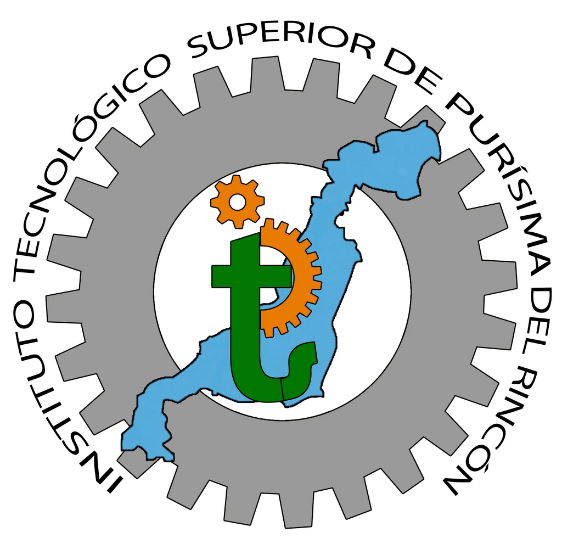 INSTITUTO TECNOLÓGICO SUPERIOR DE PURÍSIMA DEL RINCÓN